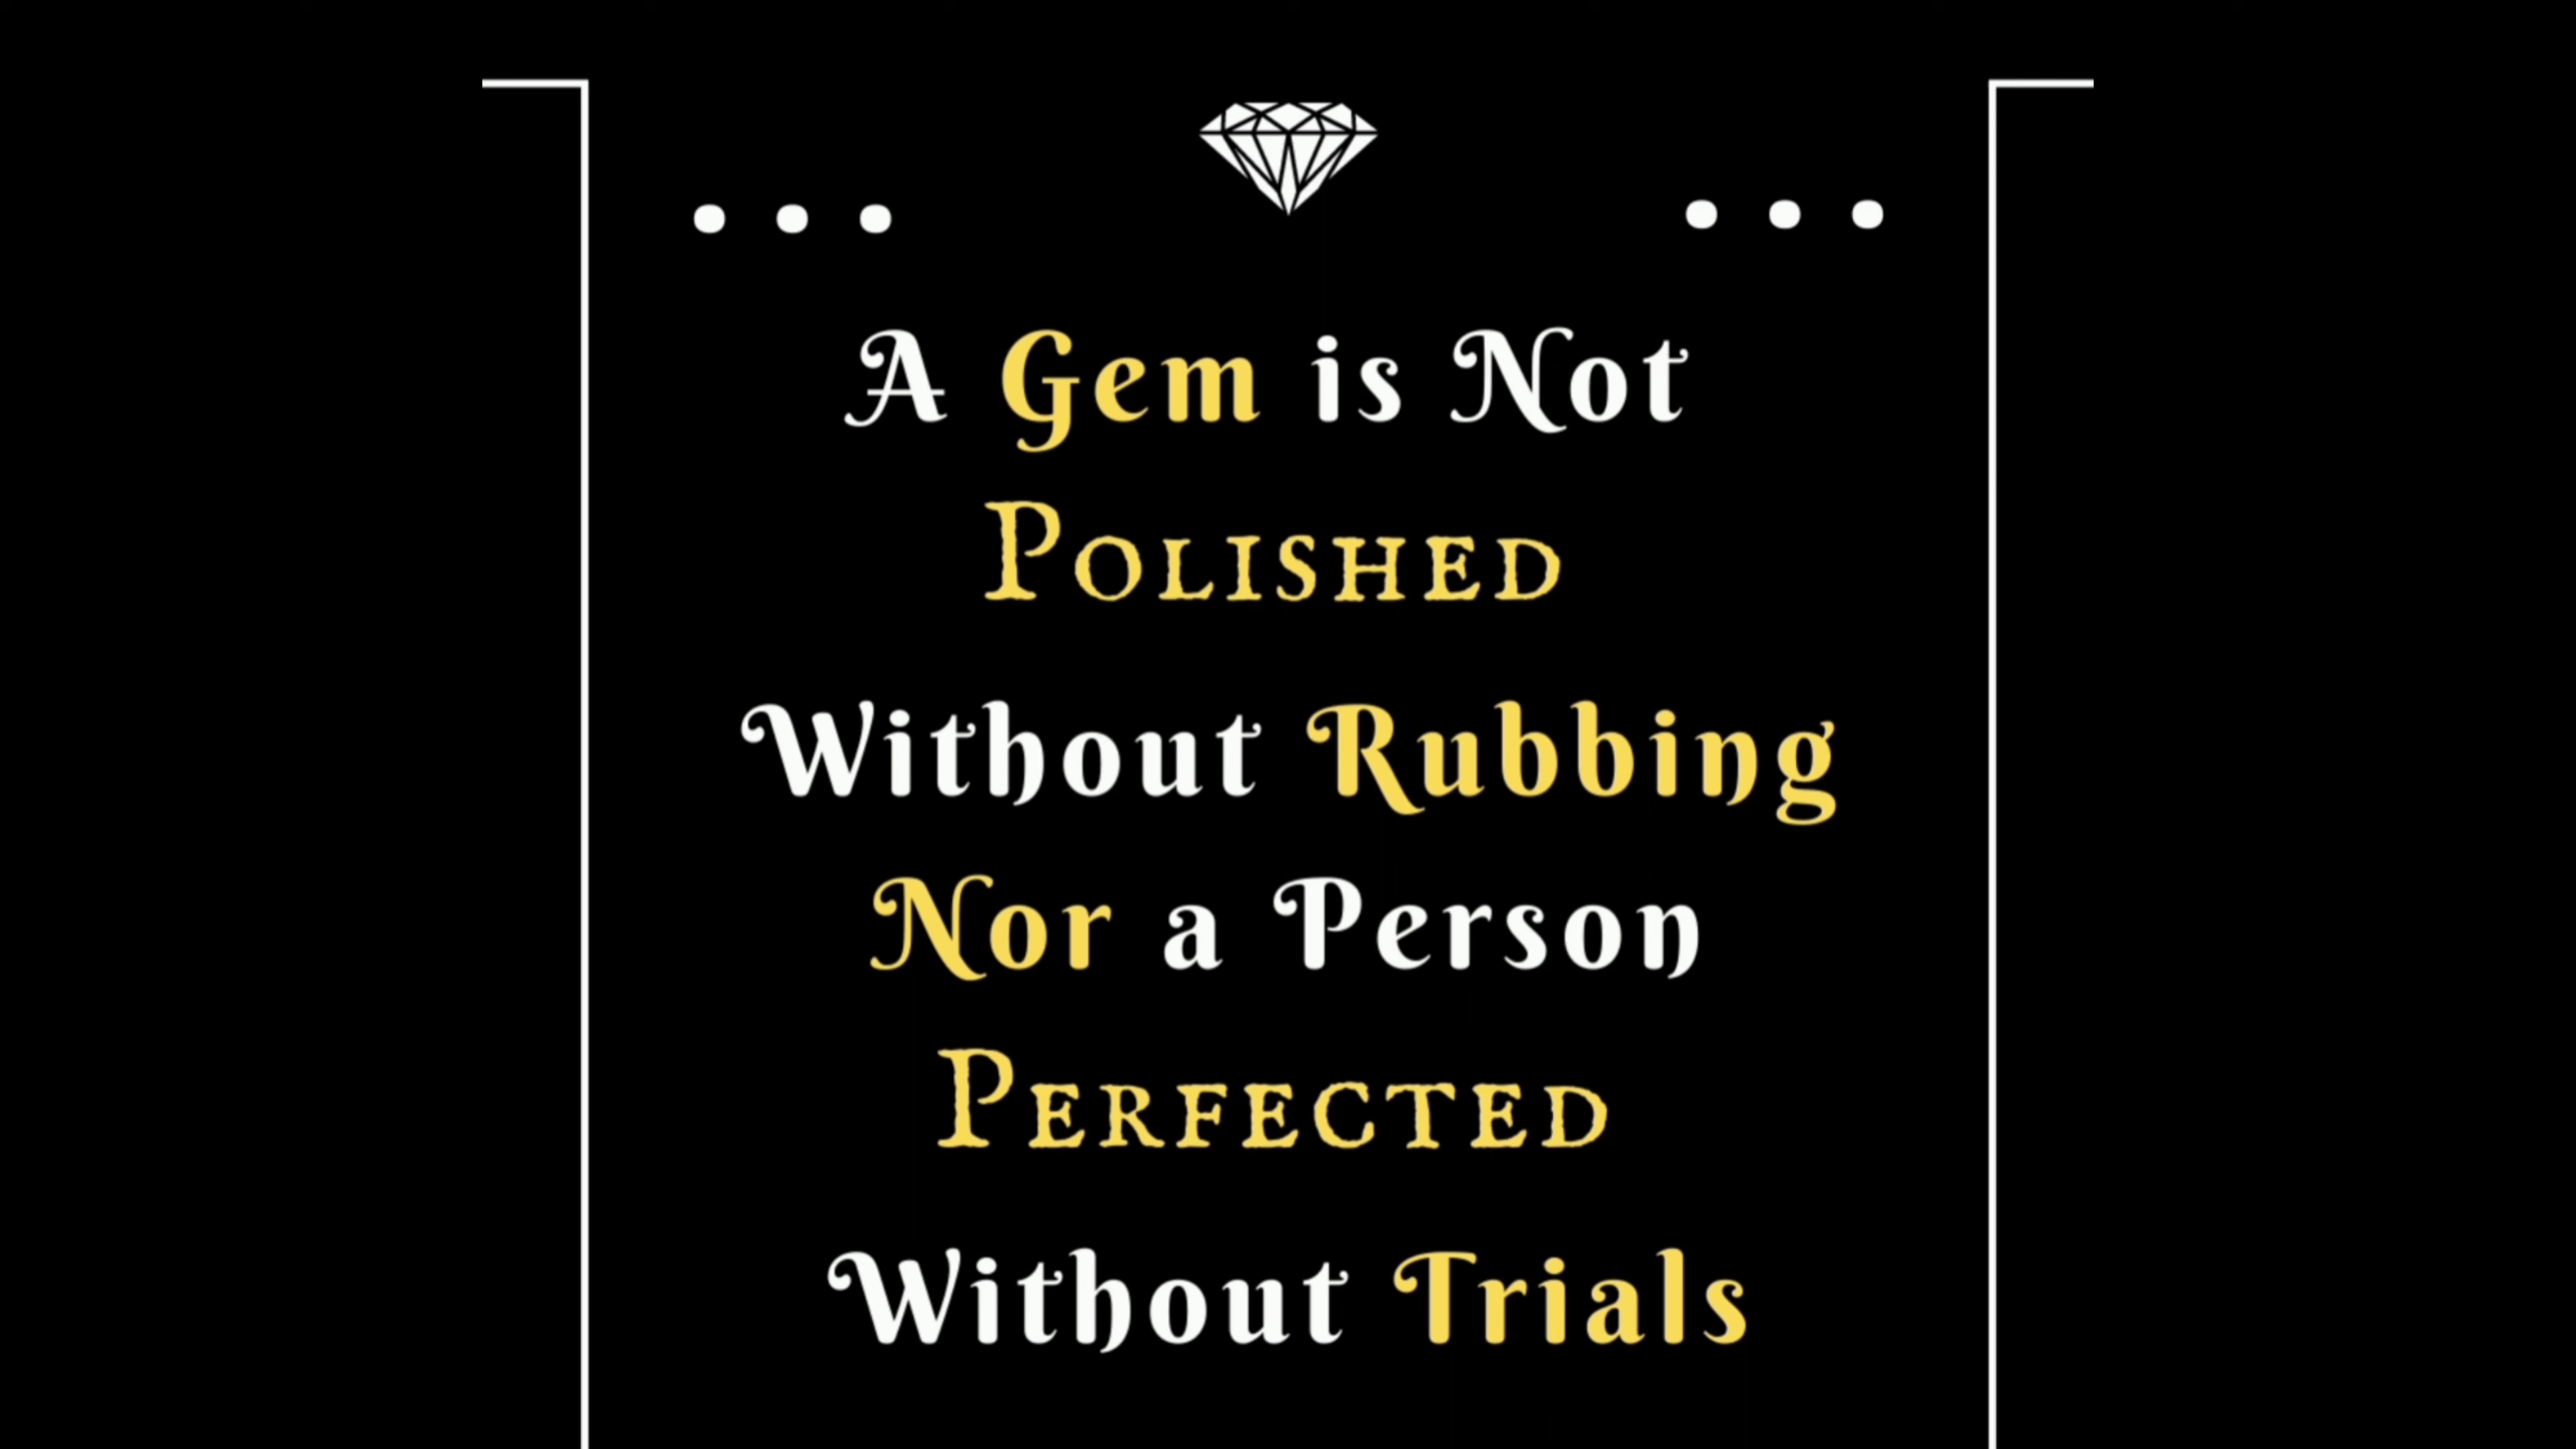 A Gem is Not
Polished
Without Rubbing
Nor a Person
Perfected
Without Trials